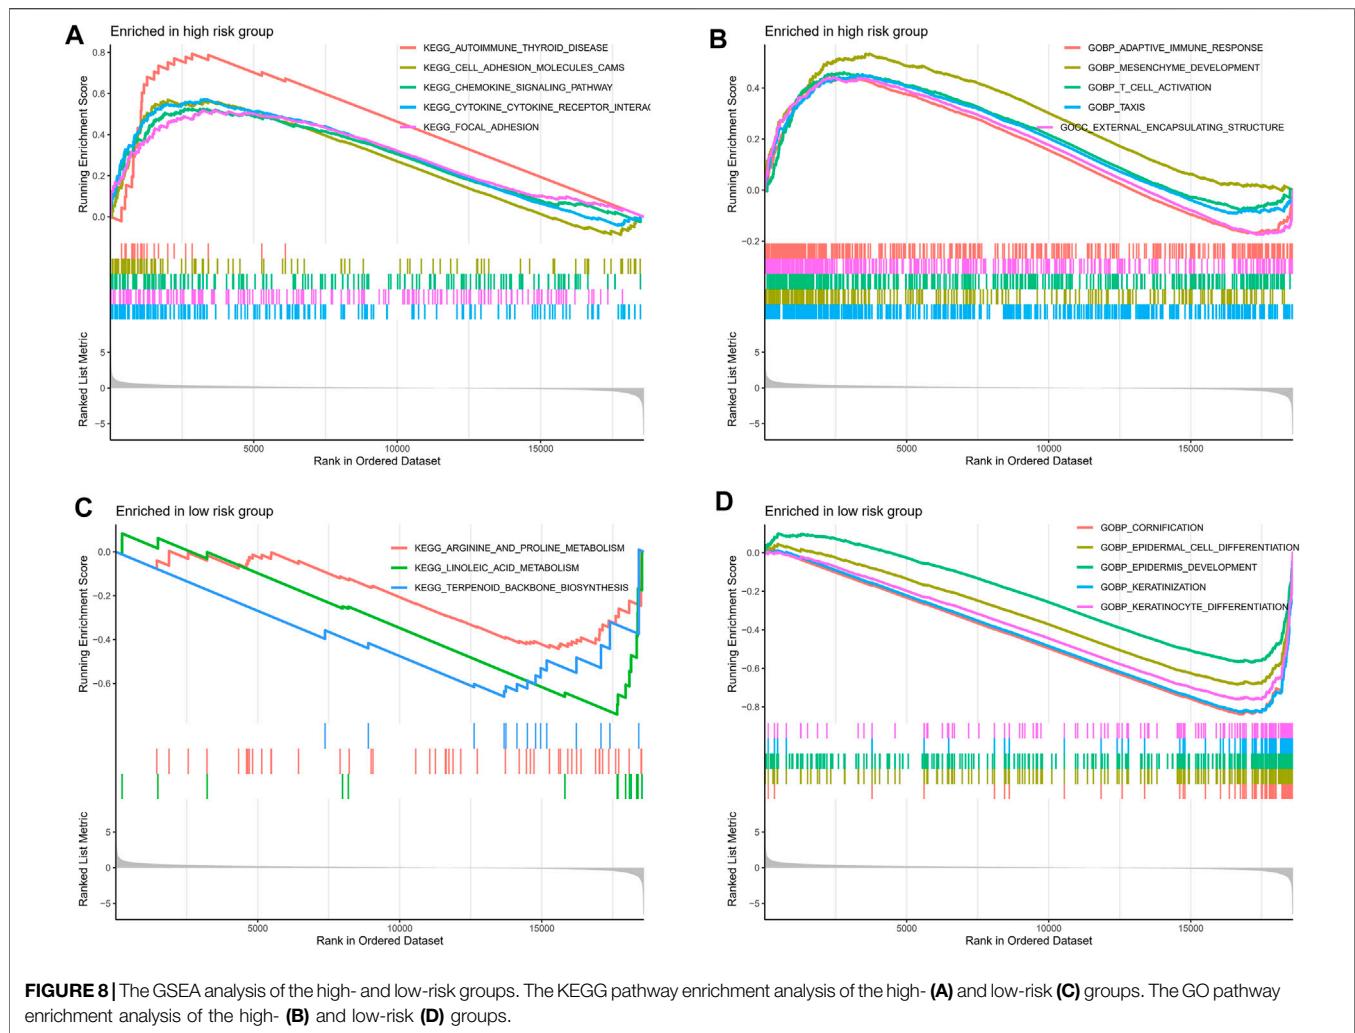 A
Enriched in high risk group
KEGG_AUTOIMMUNE_THYROID_DISEASE
KEGG_CELL_ADHESION_MOLECULES_CAMS
KEGG_CHEMOKINE_SIGNALING_PATHWAY
KEGG_CYTOKINE_CYTOKINE_RECEPTOR_INTERAC
KEGG_FOCAL_ADHESION
Running Enrichment Score
0.8
0.6
0.4
0.2
0.0
Ranked List Metric
5
0
−5
5000 10000 15000
Rank in Ordered Dataset
B
Enriched in high risk group
GOBP_ADAPTIVE_IMMUNE_RESPONSE
GOBP_MESENCHYME_DEVELOPMENT
GOBP_T_CELL_ACTIVATION
GOBP_TAXIS
GOCC_EXTERNAL_ENCAPSULATING_STRUCTURE
Running Enrichment Score
0.4
0.2
0.0
−0.2
Ranked List Metric
5
0
−5
5000 10000 15000
Rank in Ordered Dataset
C
Enriched in low risk group
KEGG_ARGININE_AND_PROLINE_METABOLISM
KEGG_LINOLEIC_ACID_METABOLISM
KEGG_TERPENOID_BACKBONE_BIOSYNTHESIS
Running Enrichment Score
0.0
−0.2
−0.4
−0.6
Ranked List Metric
5
0
−5
5000 10000 15000
Rank in Ordered Dataset
D
Enriched in low risk group
GOBP_CORNIFICATION
GOBP_EPIDERMAL_CELL_DIFFERENTIATION
GOBP_EPIDERMIS_DEVELOPMENT
GOBP_KERATINIZATION
GOBP_KERATINOCYTE_DIFFERENTIATION
Running Enrichment Score
0.0
−0.2
−0.4
−0.6
−0.8
Ranked List Metric
5
0
−5
5000 10000 15000
Rank in Ordered Dataset
FIGURE 8 | The GSEA analysis of the high- and low-risk groups. The KEGG pathway enrichment analysis of the high- (A) and low-risk (C) groups. The GO pathway
enrichment analysis of the high- (B) and low-risk (D) groups.